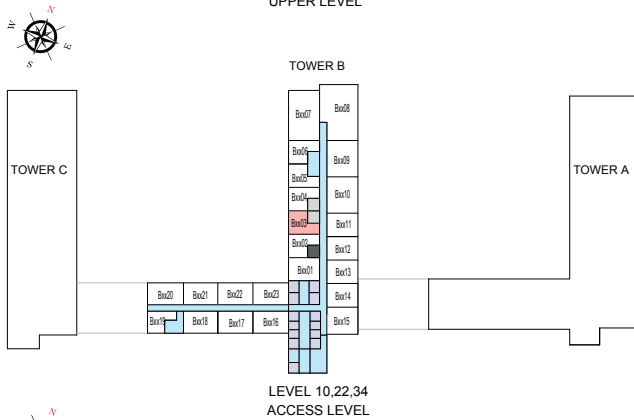 UPPER LEVEL
N
W
E
S
TOWER B
Bxx07
Bxx08
Bxx06
Bxx09
Bxx05
TOWER C
TOWER A
Bxx04
Bxx10
Bxx03
Bxx11
Bxx02
Bxx12
Bxx01
Bxx13
Bxx20
Bxx21
Bxx22
Bxx23
Bxx14
Bxx19
Bxx18
Bxx17
Bxx16
Bxx15
LEVEL 10,22,34
ACCESS LEVEL
N